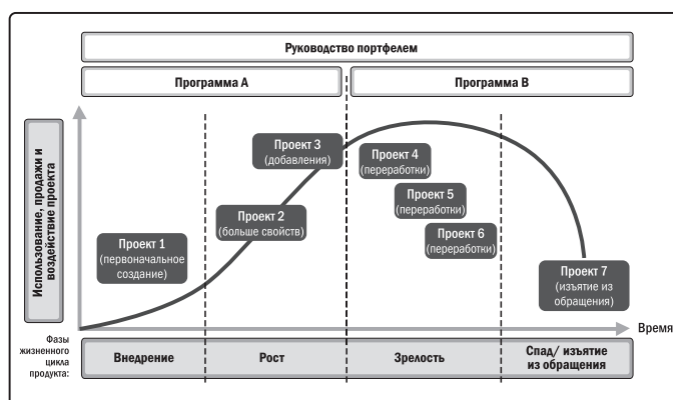 Руководство портфелем
Программа А
Программа В
Использование, продажи и
воздействие проекта
Проект 1
(первоначальное
создание)
Проект 2
(больше свойств)
Проект 3
(добавления)
Проект 4
(переработки)
Проект 5
(переработки)
Проект 6
(переработки)
Проект 7
(изъятие из
обращения)
Время
Фазы
жизненного
цикла
продукта:
Внедрение
Рост
Зрелость
Спад/ изъятие
из обращения